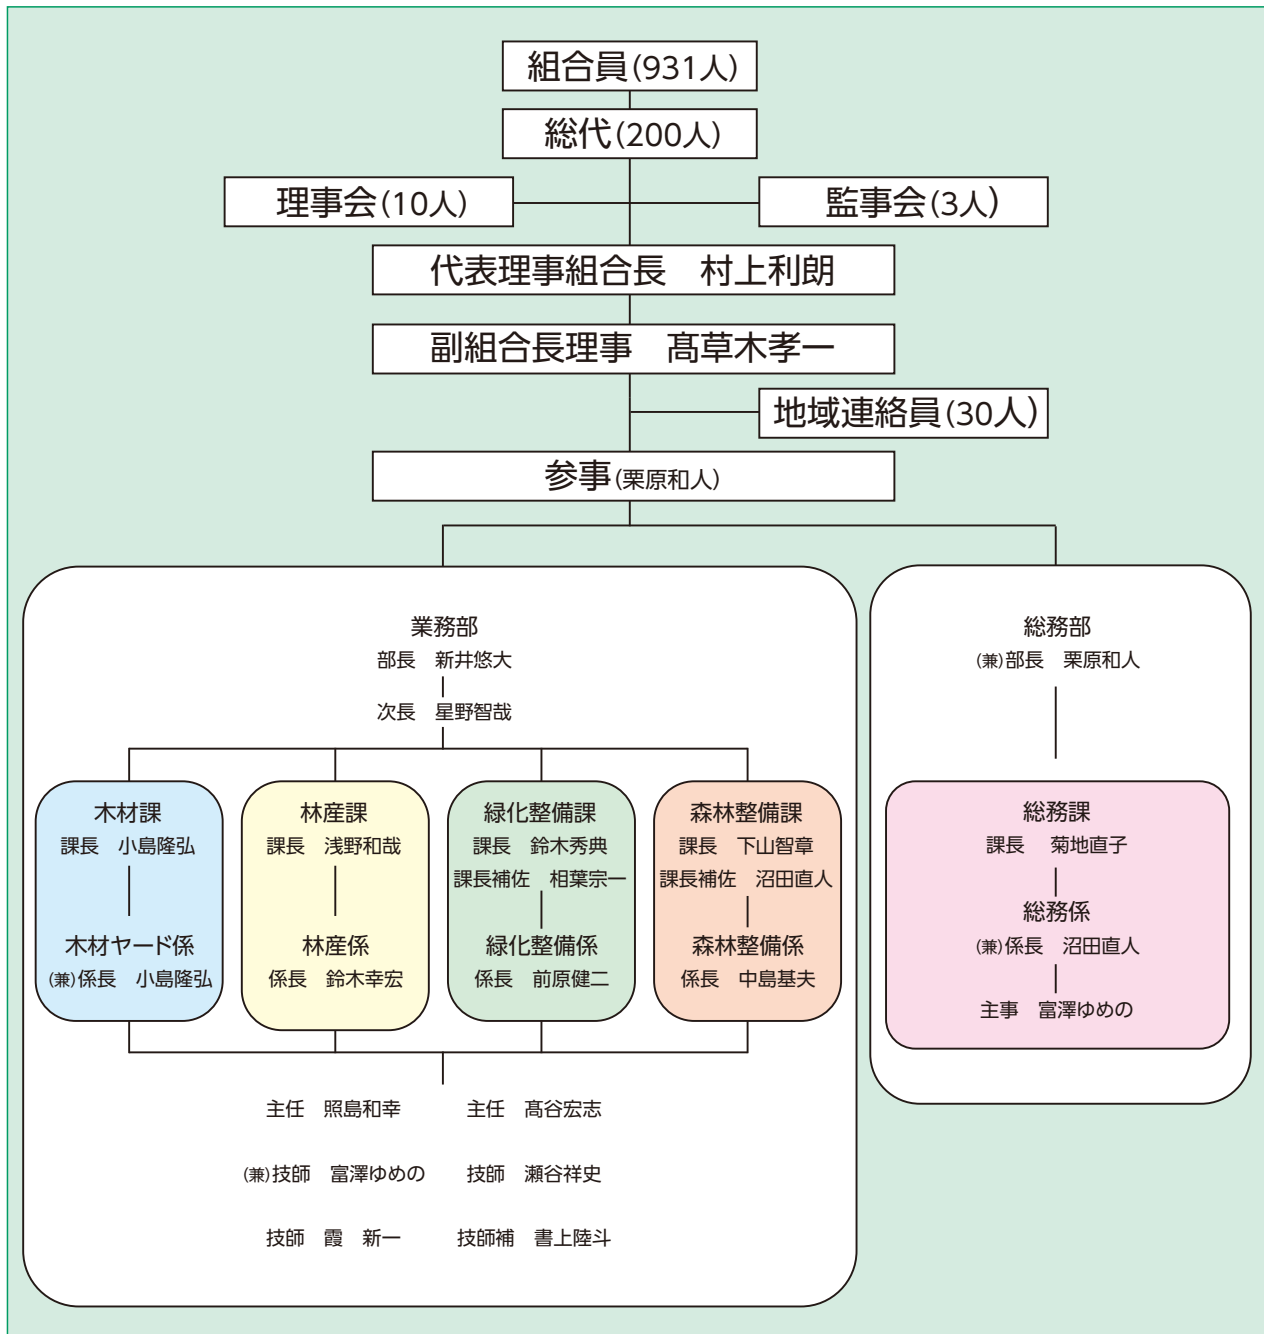 組合員(931人)
総代(200人)
理事会(10人)
監事会(3人)
代表理事組合長　村上利朗
副組合長理事　髙草木孝一
地域連絡員(30人)
参事(栗原和人)
業務部
部長　新井悠大
次長　星野智哉
木材課
課長　小島隆弘
木材ヤード係
(兼)係長　小島隆弘
林産課
課長　浅野和哉
林産係
係長　鈴木幸宏
緑化整備課
課長　鈴木秀典
課長補佐　相葉宗一
緑化整備係
係長　前原健二
森林整備課
課長　下山智章
課長補佐　沼田直人
森林整備係
係長　中島基夫
主任　照島和幸
主任　髙谷宏志
(兼)技師　富澤ゆめの
技師　瀬谷祥史
技師　霞　新一
技師補　書上陸斗
総務部
(兼)部長　栗原和人
総務課
課長　菊地直子
総務係
(兼)係長　沼田直人
主事　富澤ゆめの